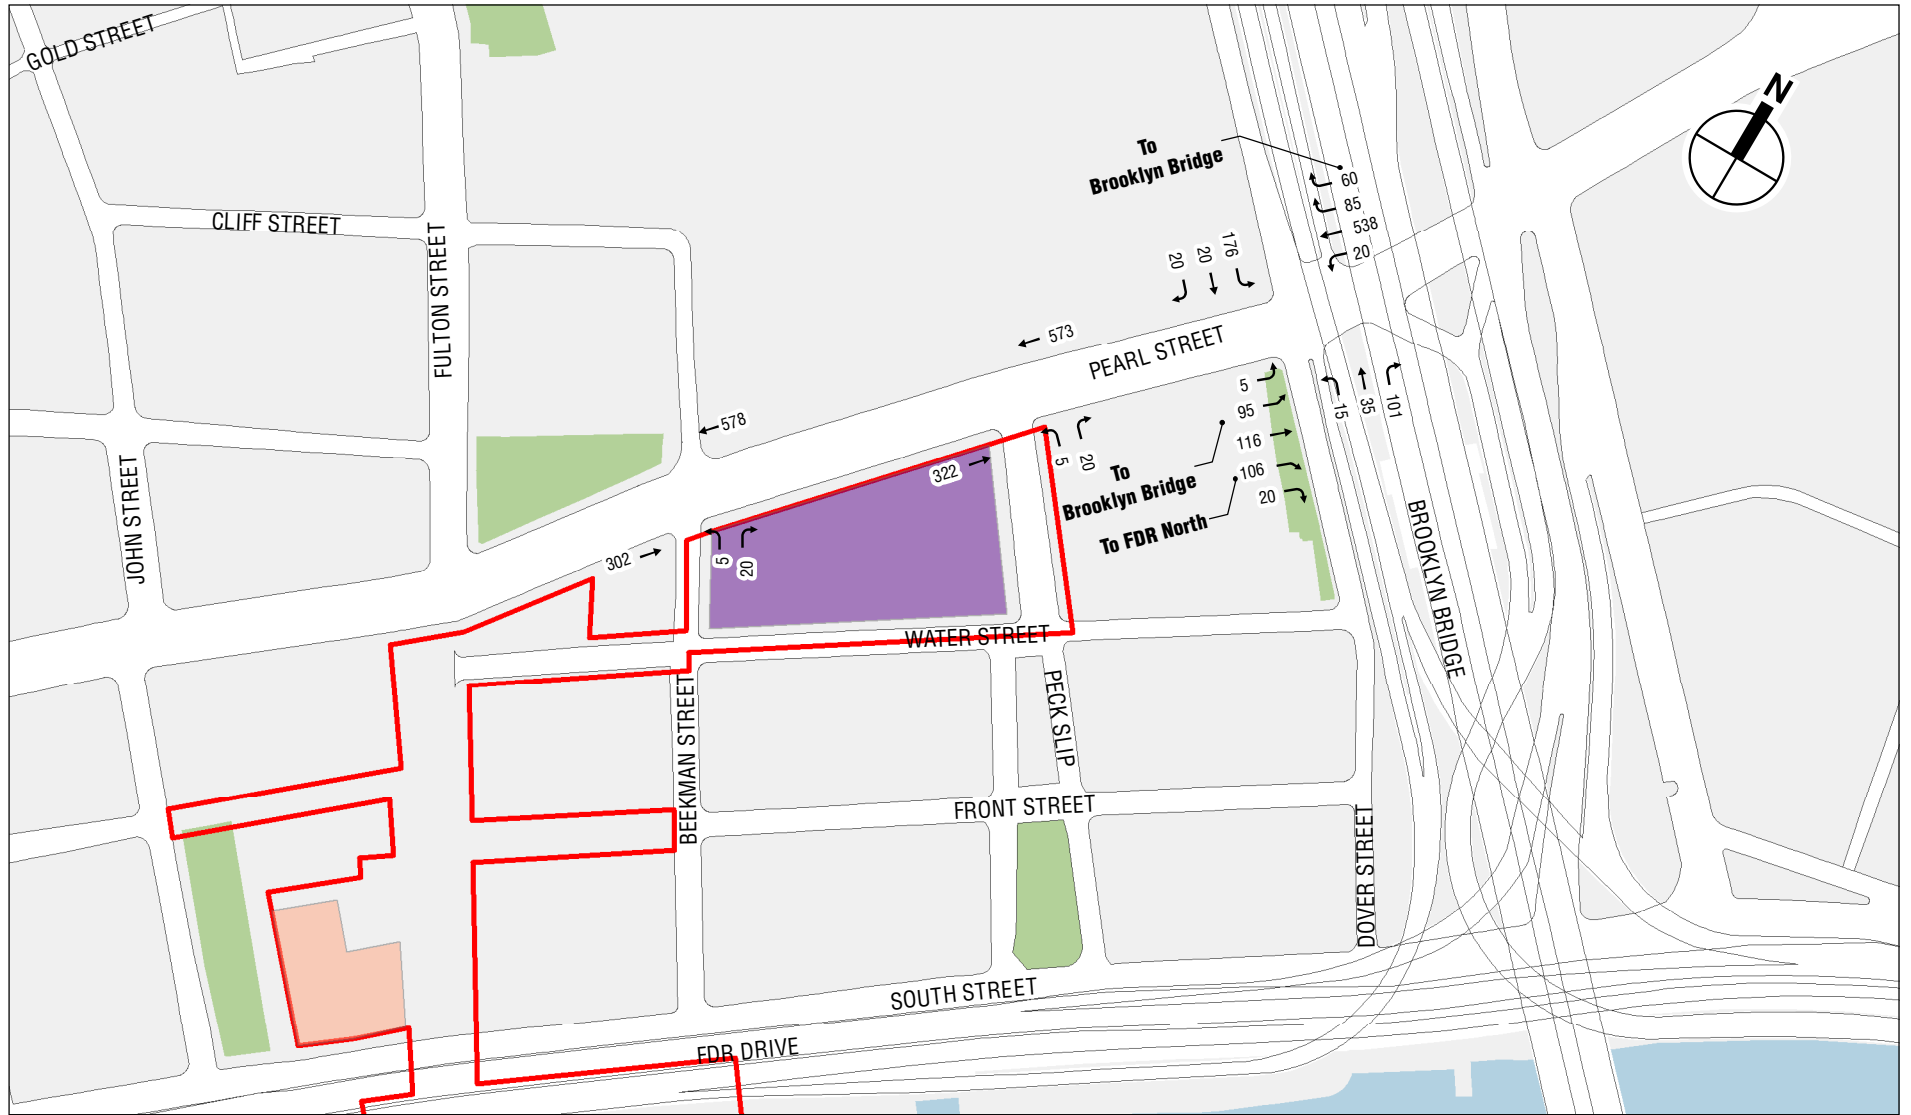 GOLD STREET
N
To
Brooklyn Bridge
60
85
538
20
CLIFF STREET
FULTON STREET
20
20
176
573
PEARL STREET
578
5
95
116
106
20
15
35
101
322
5
20
To
Brooklyn Bridge
To FDR North
JOHN STREET
302
5
20
BROOKLYN BRIDGE
WATER STREET
BEEKMAN STREET
PECK SLIP
FRONT STREET
DOVER STREET
SOUTH STREET
FDR DRIVE